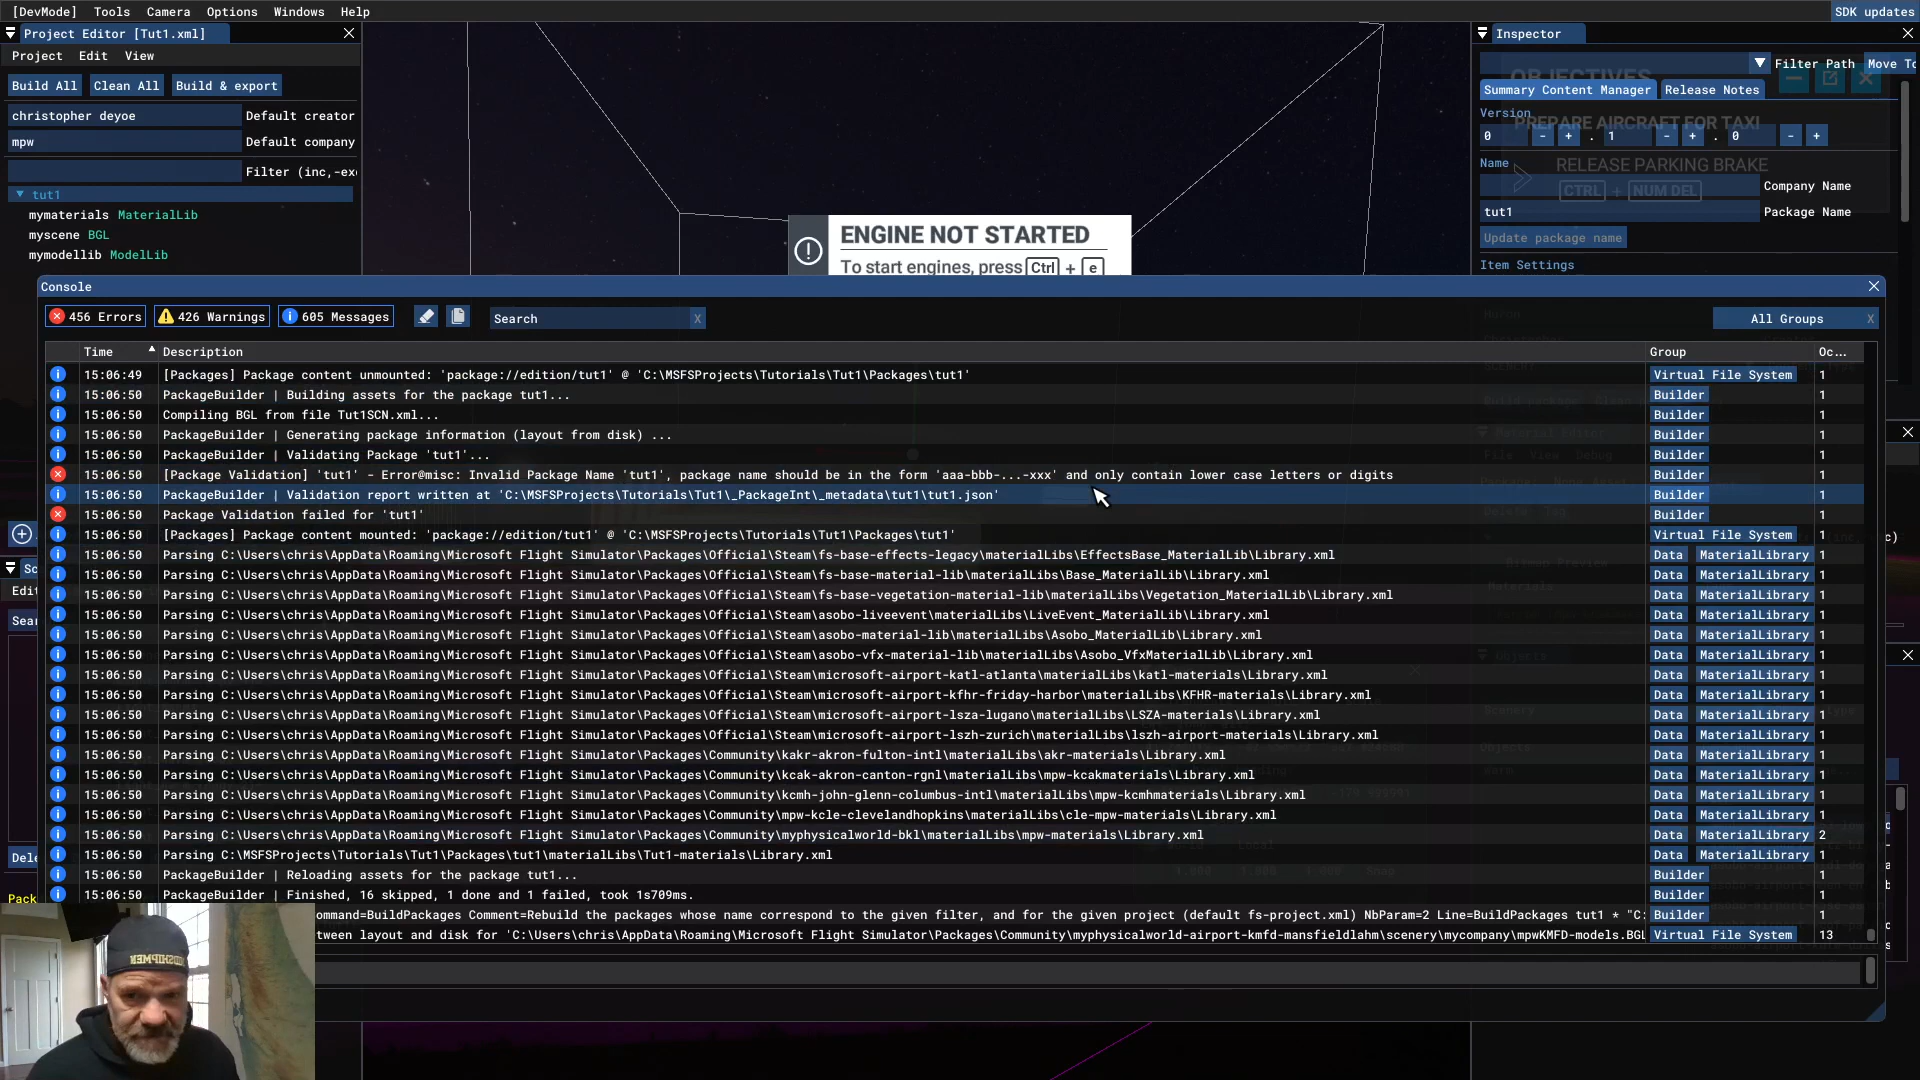 [DevMode] Tools Camera Options Windows Help
SDK updates
Project Editor [Tut1.xml]
Project Edit View
Build All Clean All Build & export
christopher deyoe Default creator
mpw Default company
Filter (inc,-ex
tut1
mymaterials MaterialLib
myscene BGL
mymodellib ModelLib
ENGINE NOT STARTED
To start engines, press Ctrl + e
Inspector
Filter Path Move To
OBJECTIVES
Summary Content Manager Release Notes
Version
PREPARE AIRCRAFT FOR TAXI
0 - + . 1 - + . 0 - +
Name
RELEASE PARKING BRAKE
CTRL + NUM DEL
Company Name
tut1 Package Name
Update package name
Item Settings
Console
456 Errors 426 Warnings 605 Messages Search X All Groups X
Time Description Group Oc...
15:06:49 [Packages] Package content unmounted: 'package://edition/tut1' @ 'C:\MSFSProjects\Tutorials\Tut1\Packages\tut1' Virtual File System 1
15:06:50 PackageBuilder | Building assets for the package tut1... Builder 1
15:06:50 Compiling BGL from file Tut1SCN.xml... Builder 1
15:06:50 PackageBuilder | Generating package information (layout from disk) ... Builder 1
15:06:50 PackageBuilder | Validating Package 'tut1'... Builder 1
15:06:50 [Package Validation] 'tut1' - Error@misc: Invalid Package Name 'tut1', package name should be in the form 'aaa-bbb-...-xxx' and only contain lower case letters or digits Builder 1
15:06:50 PackageBuilder | Validation report written at 'C:\MSFSProjects\Tutorials\Tut1\_PackageInt\_metadata\tut1\tut1.json' Builder 1
15:06:50 Package Validation failed for 'tut1' Builder 1
15:06:50 [Packages] Package content mounted: 'package://edition/tut1' @ 'C:\MSFSProjects\Tutorials\Tut1\Packages\tut1' Virtual File System 1
15:06:50 Parsing C:\Users\chris\AppData\Roaming\Microsoft Flight Simulator\Packages\Official\Steam\fs-base-effects-legacy\materialLibs\EffectsBase_MaterialLib\Library.xml Data MaterialLibrary 1
15:06:50 Parsing C:\Users\chris\AppData\Roaming\Microsoft Flight Simulator\Packages\Official\Steam\fs-base-material-lib\materialLibs\Base_MaterialLib\Library.xml Data MaterialLibrary 1
15:06:50 Parsing C:\Users\chris\AppData\Roaming\Microsoft Flight Simulator\Packages\Official\Steam\fs-base-vegetation-material-lib\materialLibs\Vegetation_MaterialLib\Library.xml Data MaterialLibrary 1
15:06:50 Parsing C:\Users\chris\AppData\Roaming\Microsoft Flight Simulator\Packages\Official\Steam\asobo-liveevent\materialLibs\LiveEvent_MaterialLib\Library.xml Data MaterialLibrary 1
15:06:50 Parsing C:\Users\chris\AppData\Roaming\Microsoft Flight Simulator\Packages\Official\Steam\asobo-material-lib\materialLibs\Asobo_MaterialLib\Library.xml Data MaterialLibrary 1
15:06:50 Parsing C:\Users\chris\AppData\Roaming\Microsoft Flight Simulator\Packages\Official\Steam\asobo-vfx-material-lib\materialLibs\Asobo_VfxMaterialLib\Library.xml Data MaterialLibrary 1
15:06:50 Parsing C:\Users\chris\AppData\Roaming\Microsoft Flight Simulator\Packages\Official\Steam\microsoft-airport-katl-atlanta\materialLibs\katl-materials\Library.xml Data MaterialLibrary 1
15:06:50 Parsing C:\Users\chris\AppData\Roaming\Microsoft Flight Simulator\Packages\Official\Steam\microsoft-airport-kfhr-friday-harbor\materialLibs\KFHR-materials\Library.xml Data MaterialLibrary 1
15:06:50 Parsing C:\Users\chris\AppData\Roaming\Microsoft Flight Simulator\Packages\Official\Steam\microsoft-airport-lsza-lugano\materialLibs\LSZA-materials\Library.xml Data MaterialLibrary 1
15:06:50 Parsing C:\Users\chris\AppData\Roaming\Microsoft Flight Simulator\Packages\Official\Steam\microsoft-airport-lszh-zurich\materialLibs\lszh-airport-materials\Library.xml Data MaterialLibrary 1
15:06:50 Parsing C:\Users\chris\AppData\Roaming\Microsoft Flight Simulator\Packages\Community\kakr-akron-fulton-intl\materialLibs\akr-materials\Library.xml Data MaterialLibrary 1
15:06:50 Parsing C:\Users\chris\AppData\Roaming\Microsoft Flight Simulator\Packages\Community\kcak-akron-canton-rgnl\materialLibs\mpw-kcakmaterials\Library.xml Data MaterialLibrary 1
15:06:50 Parsing C:\Users\chris\AppData\Roaming\Microsoft Flight Simulator\Packages\Community\kcmh-john-glenn-columbus-intl\materialLibs\mpw-kcmhmaterials\Library.xml Data MaterialLibrary 1
15:06:50 Parsing C:\Users\chris\AppData\Roaming\Microsoft Flight Simulator\Packages\Community\mpw-kcle-clevelandhopkins\materialLibs\cle-mpw-materials\Library.xml Data MaterialLibrary 1
15:06:50 Parsing C:\Users\chris\AppData\Roaming\Microsoft Flight Simulator\Packages\Community\myphysicalworld-bkl\materialLibs\mpw-materials\Library.xml Data MaterialLibrary 2
15:06:50 Parsing C:\MSFSProjects\Tutorials\Tut1\Packages\tut1\materialLibs\Tut1-materials\Library.xml Data MaterialLibrary 1
15:06:50 PackageBuilder | Reloading assets for the package tut1... Builder 1
15:06:50 PackageBuilder | Finished, 16 skipped, 1 done and 1 failed, took 1s709ms. Builder 1
ommand=BuildPackages Comment=Rebuild the packages whose name correspond to the given filter, and for the given project (default fs-project.xml) NbParam=2 Line=BuildPackages tut1 * "C: Builder 1
tween layout and disk for 'C:\Users\chris\AppData\Roaming\Microsoft Flight Simulator\Packages\Community\myphysicalworld-airport-kmfd-mansfieldlahm\scenery\mycompany\mpwKMFD-models.BGL Virtual File System 13
Sc
Edi
Sear
Dele
Pack